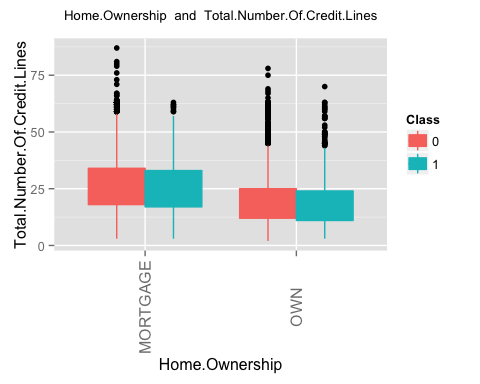 Home.Ownership and Total.Number.Of.Credit.Lines
Total.Number.Of.Credit.Lines
75
50
25
0
MORTGAGE
OWN
Home.Ownership
Class
0
1